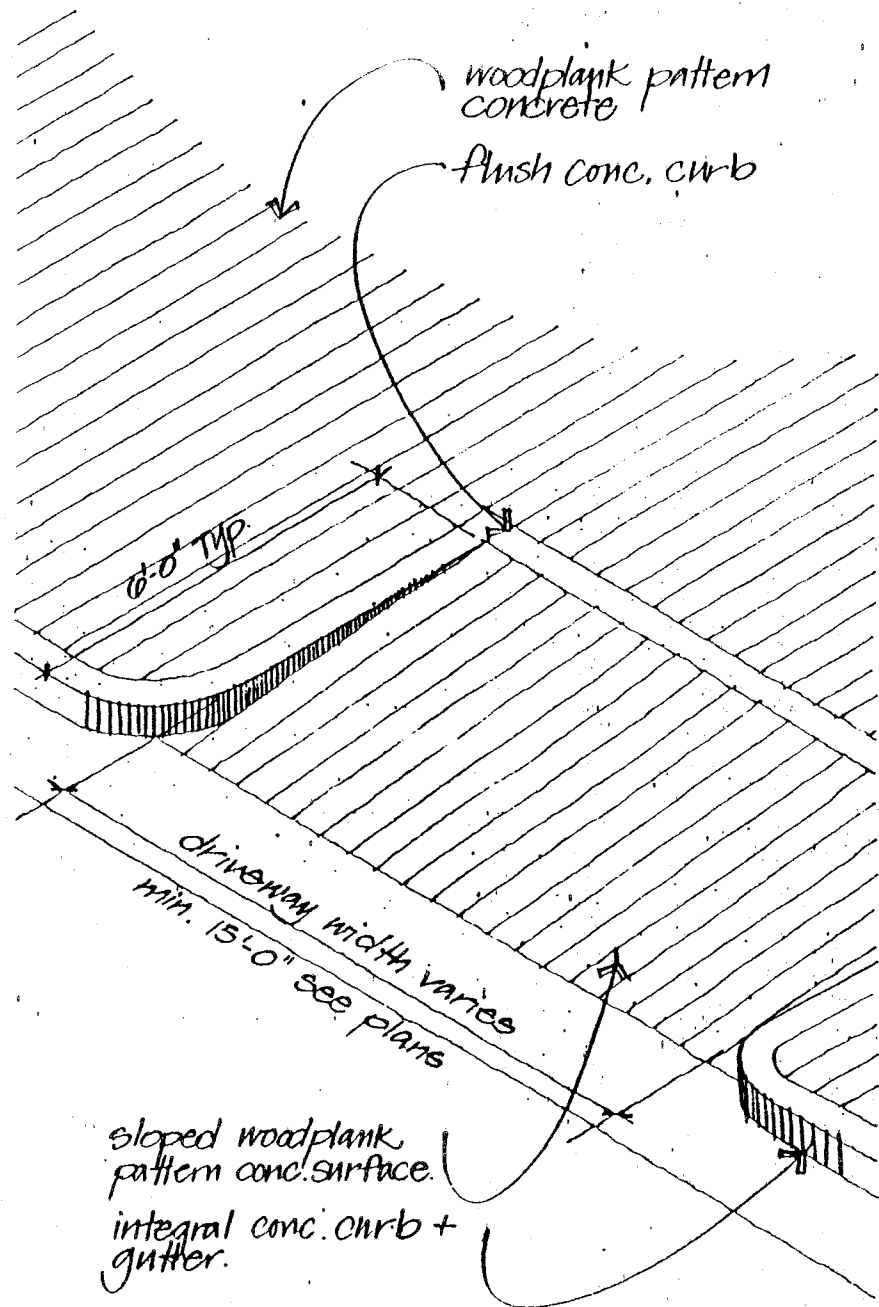 woodplank pattern
concrete
flush conc. curb
6'-0" Typ.
driveway width varies
min. 15'-0" see plans
sloped woodplank
pattern conc. surface.
integral conc. curb +
gutter.